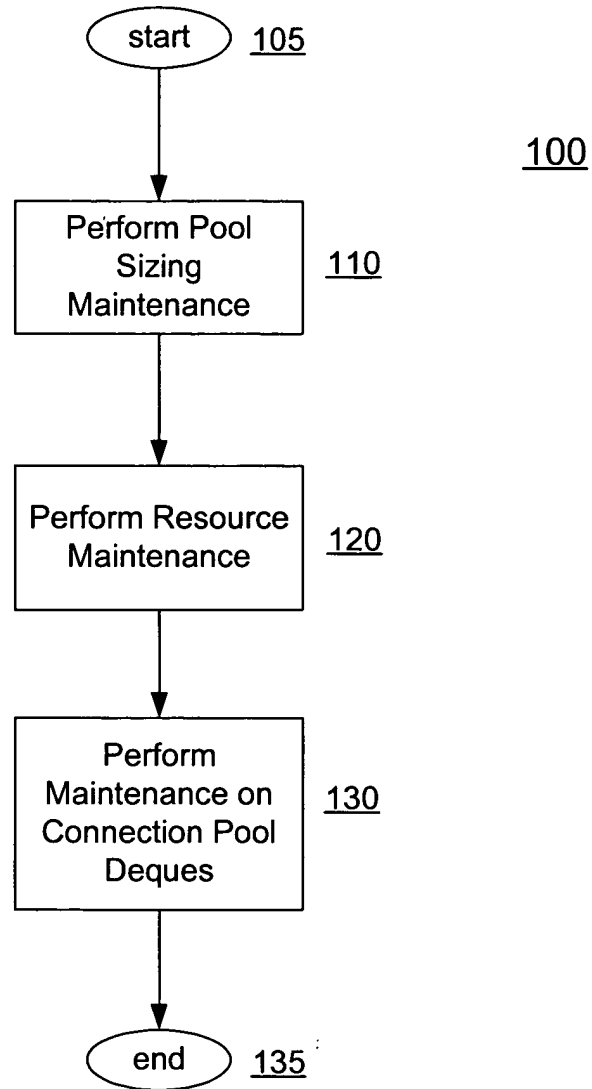 start 105
100
Perform Pool
Sizing
Maintenance
110
Perform Resource
Maintenance
120
Perform
Maintenance on
Connection Pool
Deques
130
end 135